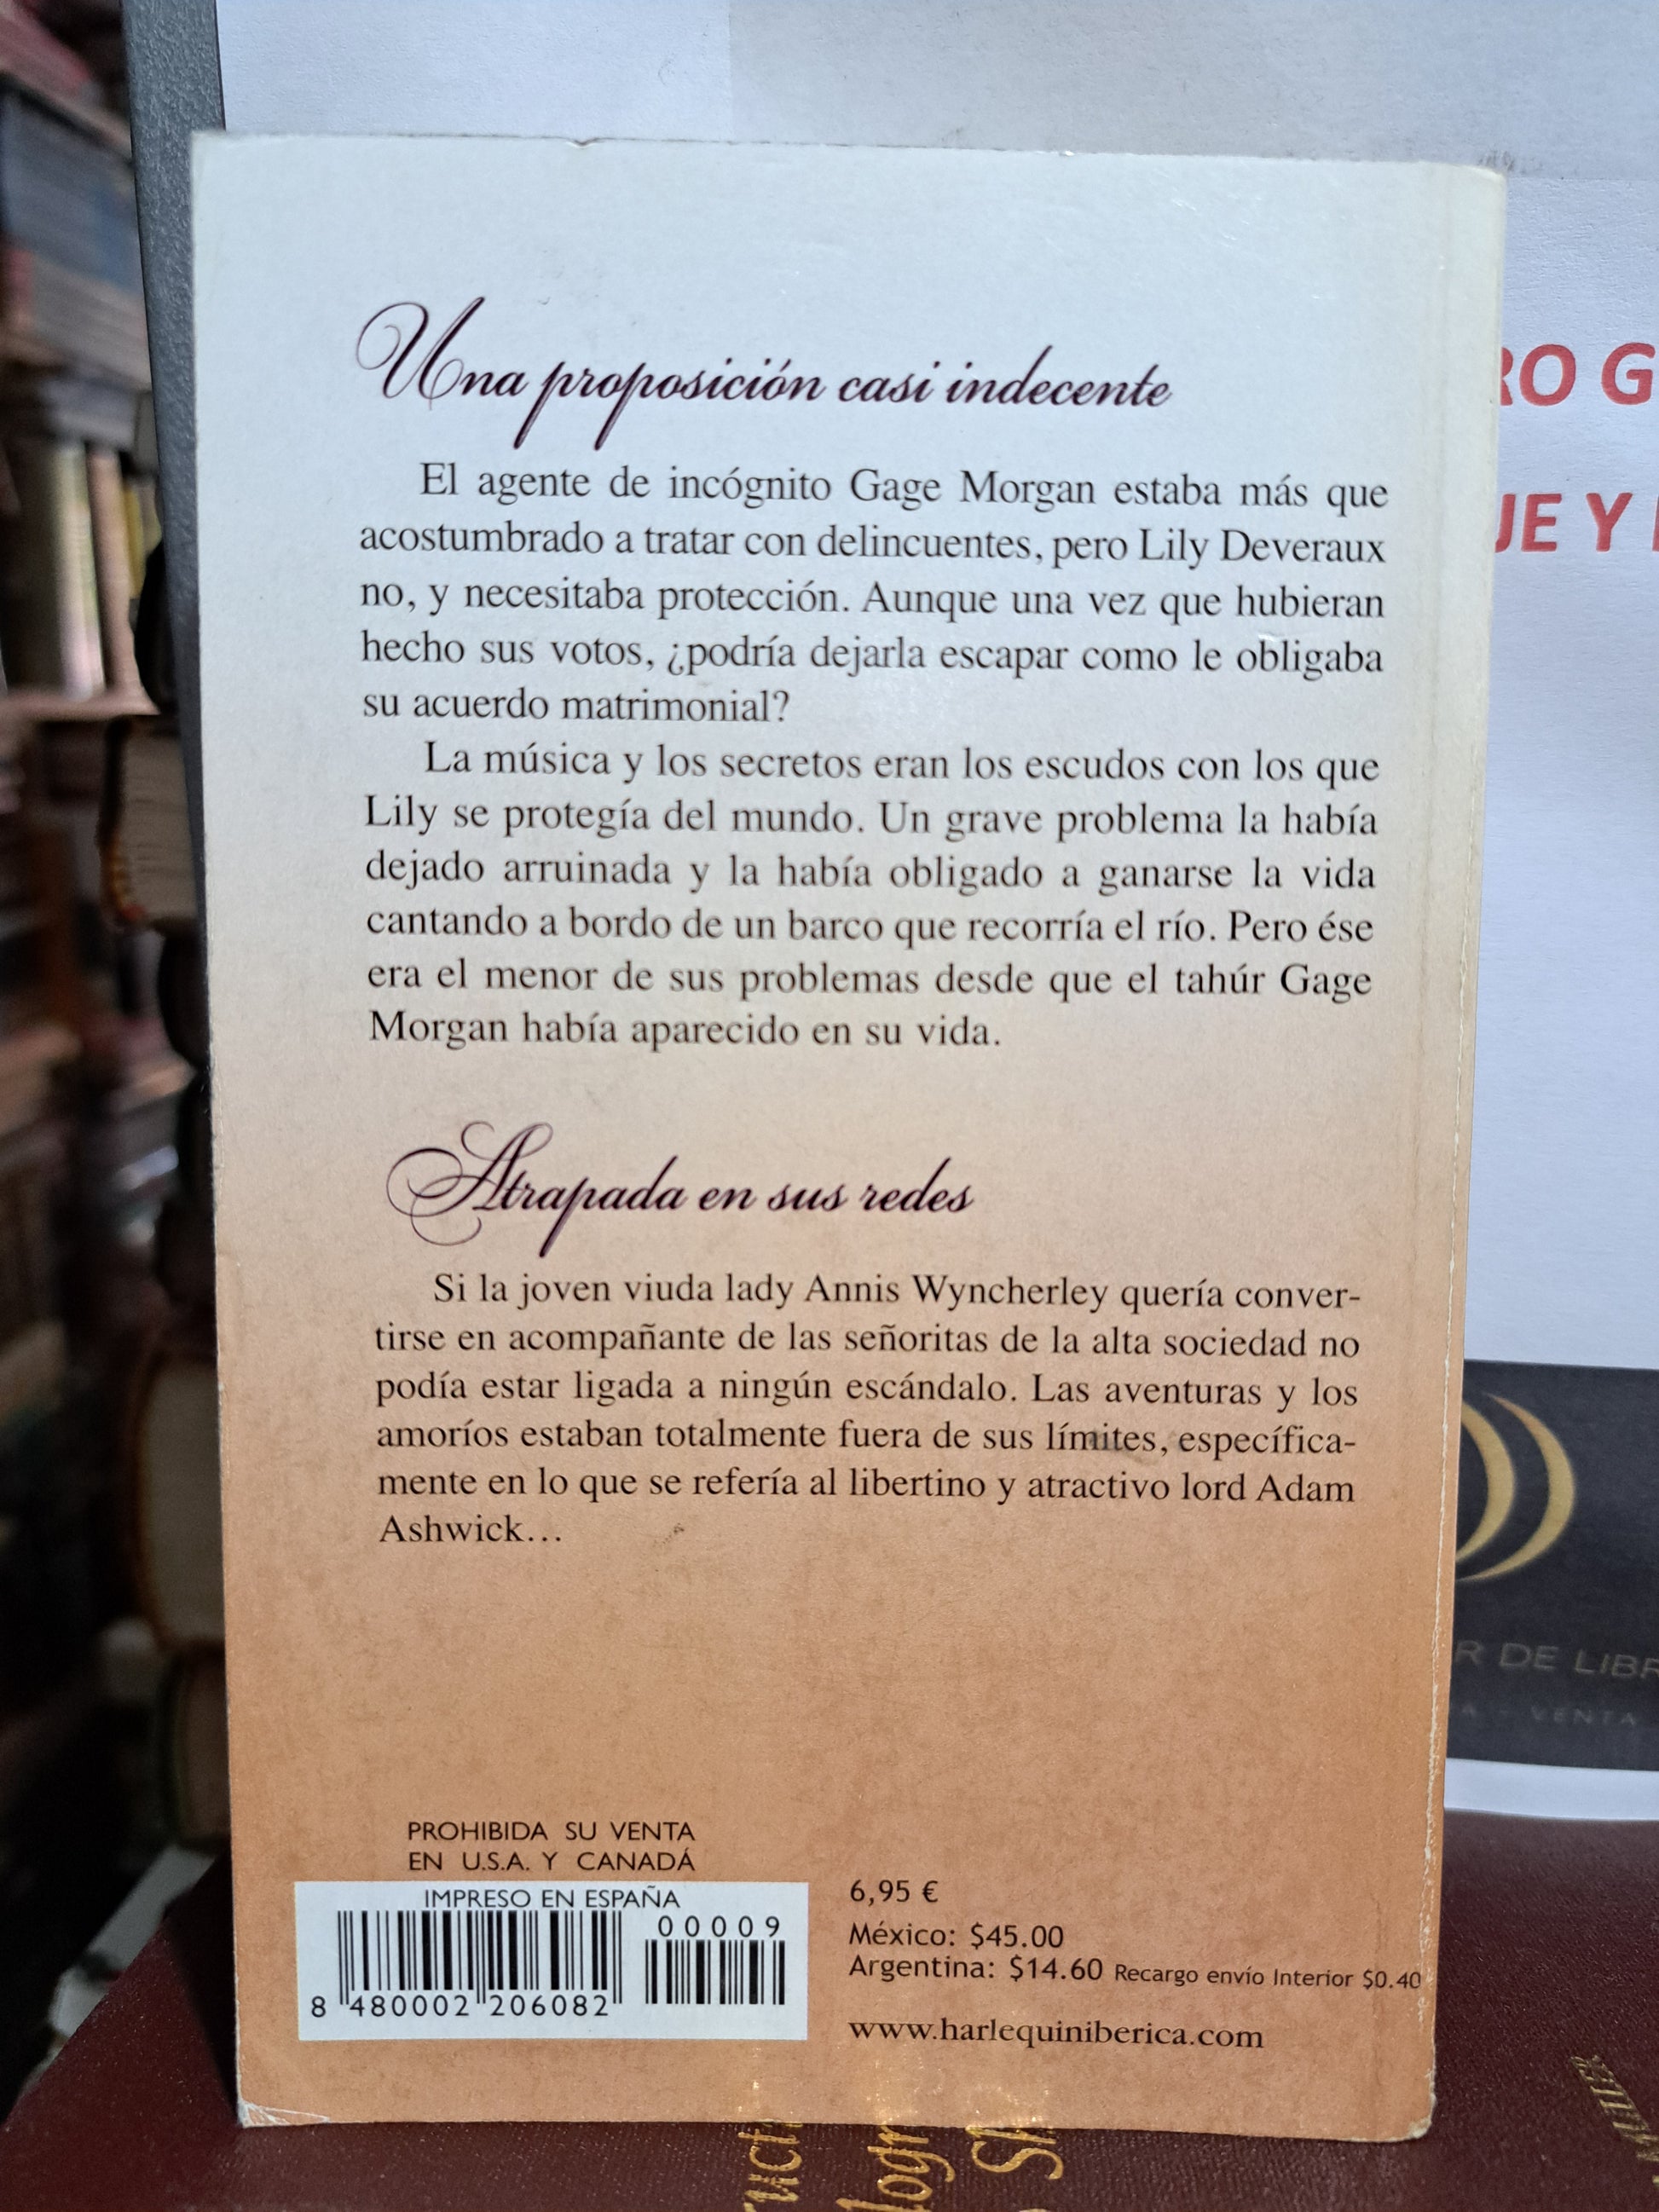 Una proposición casi indecente
El agente de incógnito Gage Morgan estaba más que
acostumbrado a tratar con delincuentes, pero Lily Deveraux
no, y necesitaba protección. Aunque una vez que hubieran
hecho sus votos, ¿podría dejarla escapar como le obligaba
su acuerdo matrimonial?
La música y los secretos eran los escudos con los que
Lily se protegía del mundo. Un grave problema la había
dejado arruinada y la había obligado a ganarse la vida
cantando a bordo de un barco que recorría el río. Pero ése
era el menor de sus problemas desde que el tahúr Gage
Morgan había aparecido en su vida.
Atrapada en sus redes
Si la joven viuda lady Annis Wyncherley quería conver-
tirse en acompañante de las señoritas de la alta sociedad no
podía estar ligada a ningún escándalo. Las aventuras y los
amoríos estaban totalmente fuera de sus límites, específica-
mente en lo que se refería al libertino y atractivo lord Adam
Ashwick...
PROHIBIDA SU VENTA
EN U.S.A. Y CANADÁ
IMPRESO EN ESPAÑA
00009
8 480002 206082
6,95 €
México: $45.00
Argentina: $14.60 Recargo envío Interior $0.40
www.harlequiniberica.com
RO G
UE Y
R DE LIBR
A - VENTA